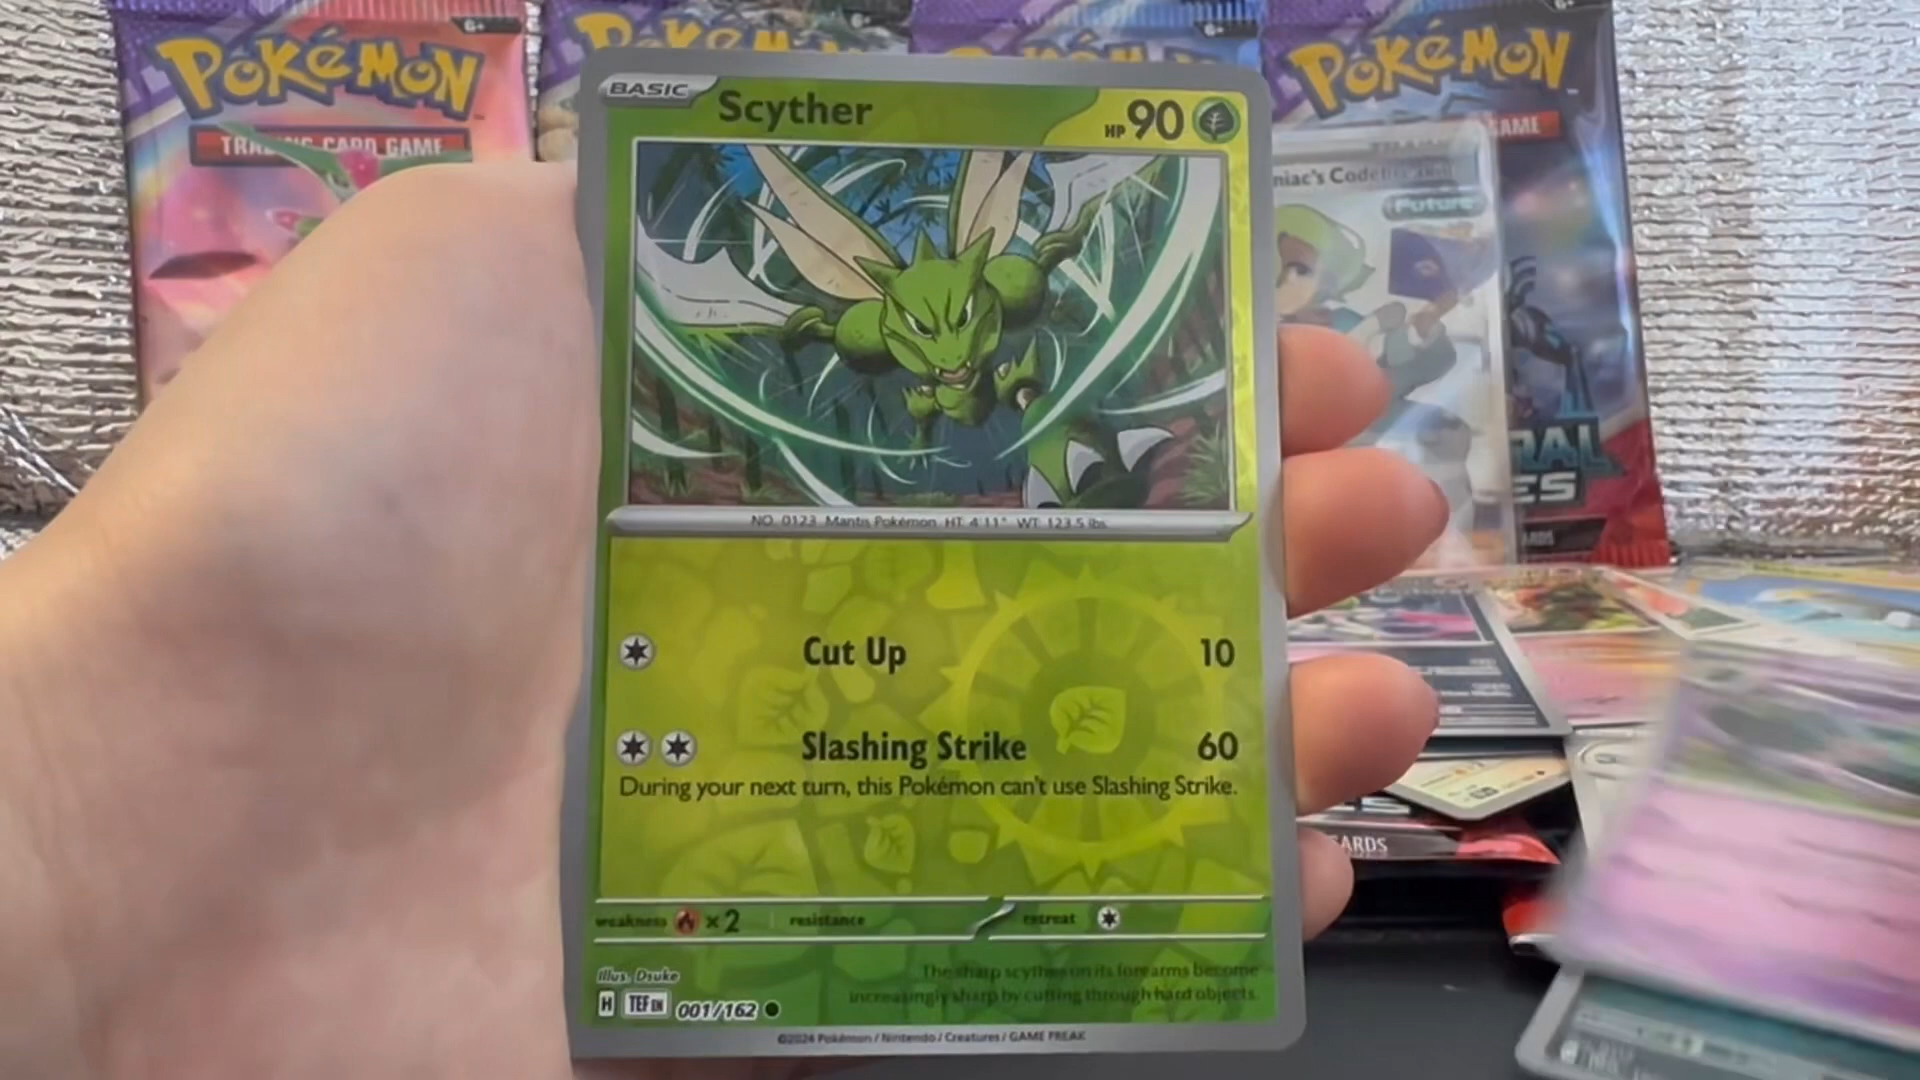 POKÉMON
TRADING CARD GAME
POKÉMON
POKÉMON
GAME
BASIC
Scyther
HP 90
NO. 0123 Mantis Pokémon HT: 4'11" WT: 123.5 lbs.
Cut Up 10
Slashing Strike 60
During your next turn, this Pokémon can't use Slashing Strike.
weakness ×2 resistance retreat
Illus. Dsuke
The sharp scythes on its forearms become
increasingly sharp by cutting through hard objects.
H TEF EN 001/162
©2024 Pokémon / Nintendo / Creatures / GAME FREAK
Future
CARDS